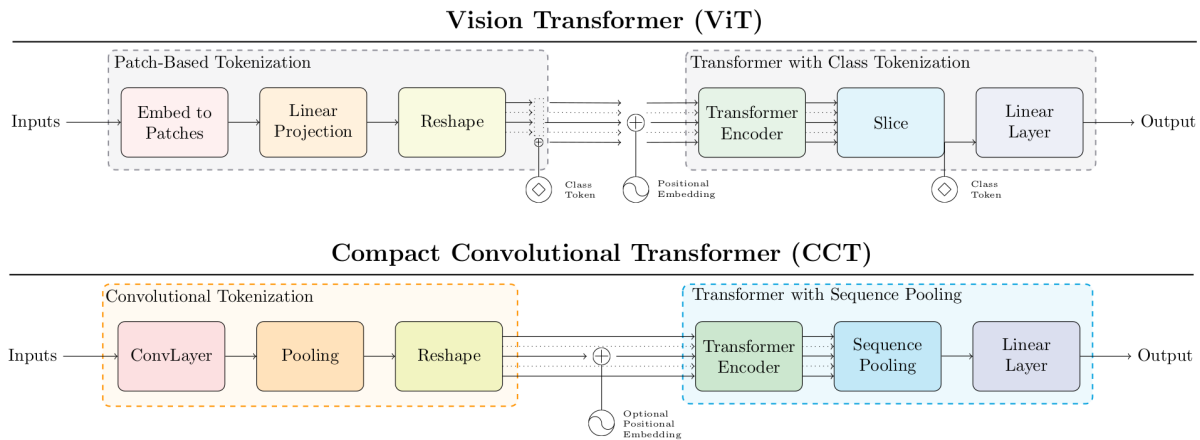 Vision Transformer (ViT)
Patch-Based Tokenization
Transformer with Class Tokenization
Inputs
Embed to
Patches
Linear
Projection
Reshape
Transformer
Encoder
Slice
Linear
Layer
Output
Class
Token
Positional
Embedding
Class
Token
Compact Convolutional Transformer (CCT)
Convolutional Tokenization
Transformer with Sequence Pooling
Inputs
ConvLayer
Pooling
Reshape
Transformer
Encoder
Sequence
Pooling
Linear
Layer
Output
Optional
Positional
Embedding